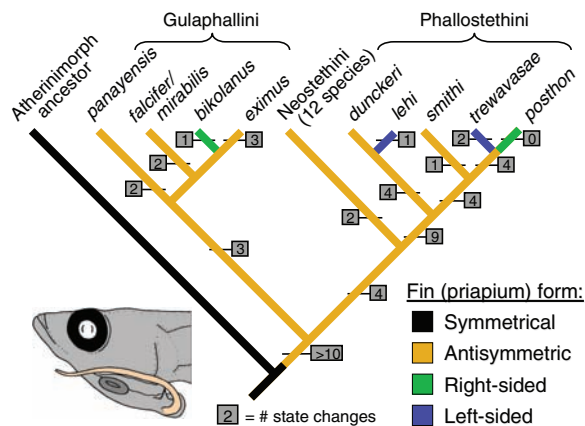 Gulaphallini
Phallostethini
Atherinimorph
ancestor
panayensis
falcifer/
mirabilis
bikolanus
eximus
Neostethini
(12 species)
dunckeri
lehi
smithi
trewavasae
posthon
1
3
1
2
0
2
1
4
2
4
4
2
9
3
4
>10
Fin (priapium) form:
Symmetrical
Antisymmetric
Right-sided
Left-sided
2 = # state changes